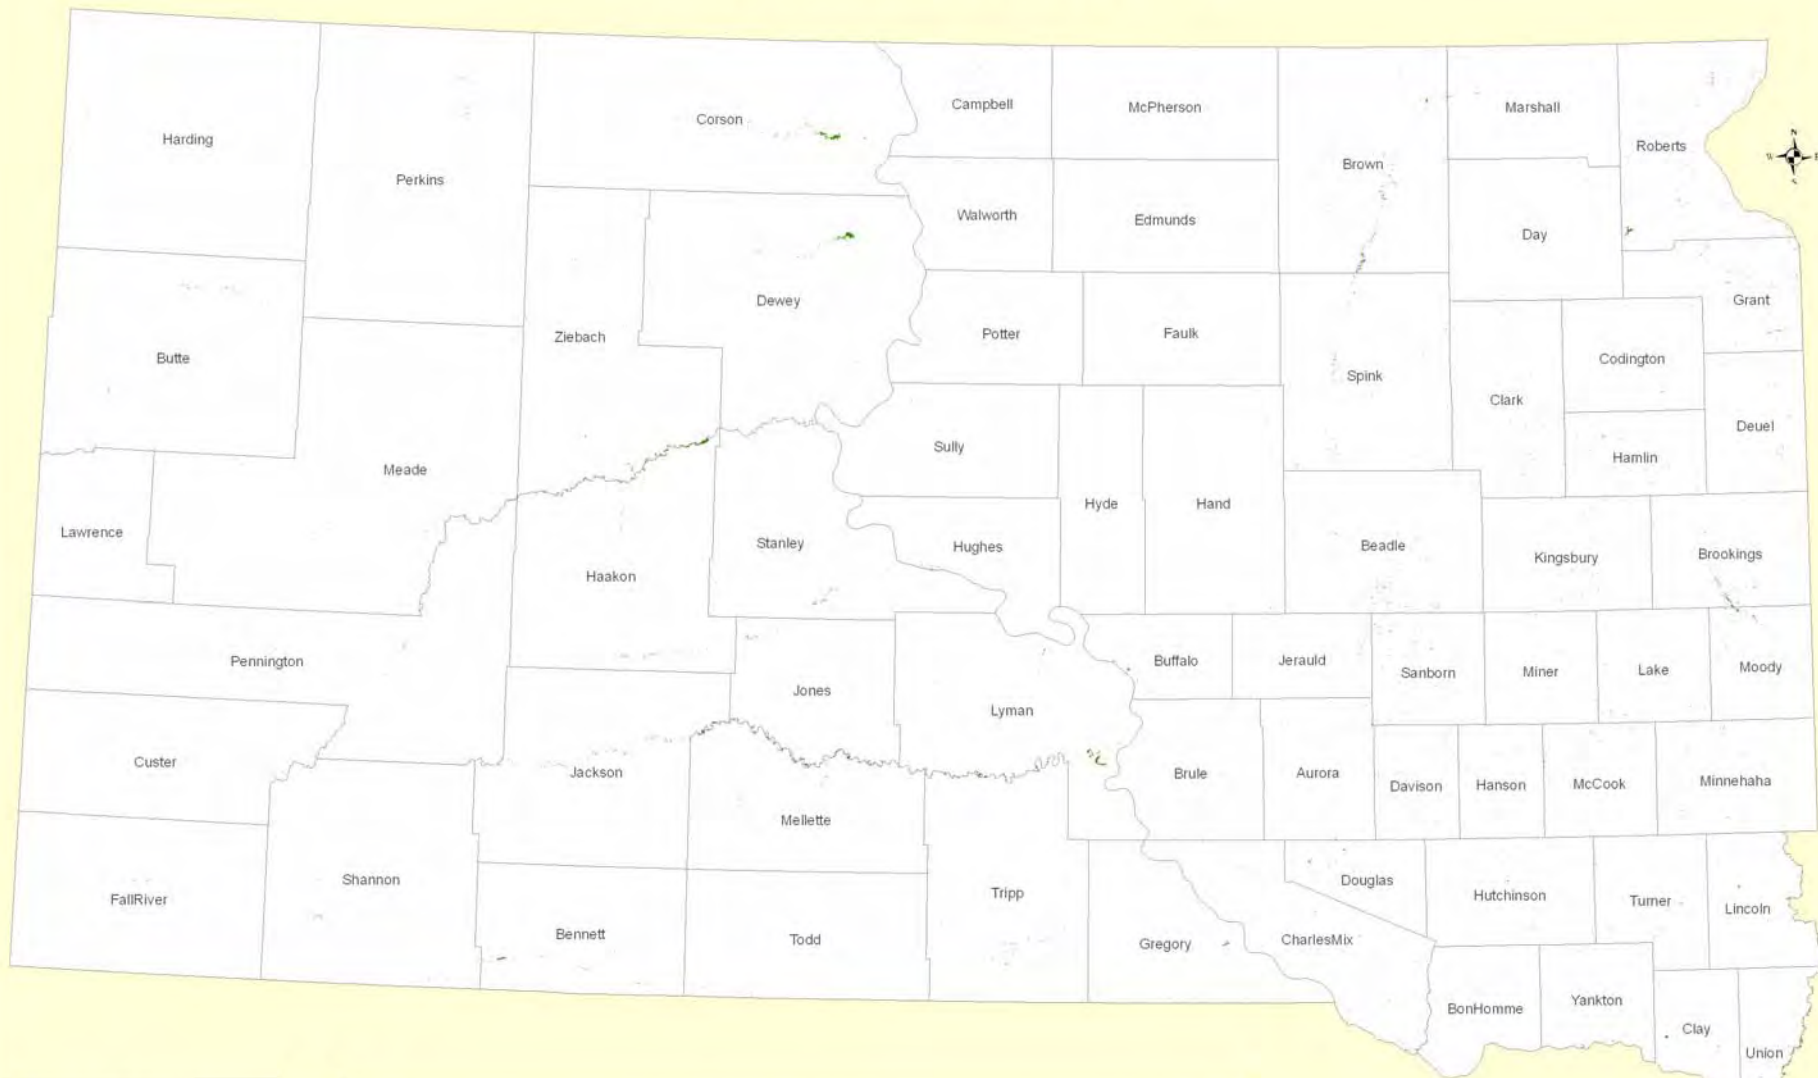 Harding
Perkins
Corson
Campbell
McPherson
Brown
Marshall
Roberts
N
W
Walworth
Edmunds
Day
Butte
Ziebach
Dewey
Potter
Faulk
Spink
Grant
Codington
Clark
Deuel
Hamlin
Meade
Sully
Hyde
Hand
Lawrence
Haakon
Stanley
Hughes
Beadle
Kingsbury
Brookings
Pennington
Jones
Lyman
Buffalo
Jerauld
Sanborn
Miner
Lake
Moody
Custer
Jackson
Mellette
Brule
Aurora
Davison
Hanson
McCook
Minnehaha
FallRiver
Shannon
Bennett
Todd
Tripp
Gregory
CharlesMix
Douglas
Hutchinson
Turner
Lincoln
BonHomme
Yankton
Clay
Union